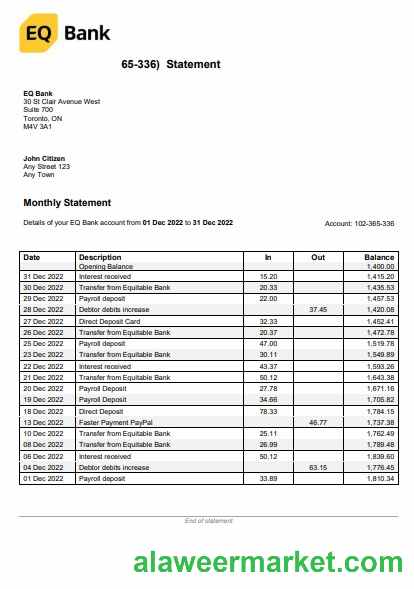 EQ Bank
65-336) Statement
EQ Bank
30 St Clair Avenue West
Suite 700
Toronto, ON
M4V 3A1
John Citizen
Any Street 123
Any Town
Monthly Statement
Details of your EQ Bank account from 01 Dec 2022 to 31 Dec 2022 Account: 102-365-336
Date Description In Out Balance
Opening Balance 1,400.00
31 Dec 2022 Interest received 15.20 1,415.20
30 Dec 2022 Transfer from Equitable Bank 20.33 1,435.53
29 Dec 2022 Payroll deposit 22.00 1,457.53
28 Dec 2022 Debtor debits increase 37.45 1,420.08
27 Dec 2022 Direct Deposit Card 32.33 1,452.41
26 Dec 2022 Transfer from Equitable Bank 20.37 1,472.78
25 Dec 2022 Payroll deposit 47.00 1,519.78
23 Dec 2022 Transfer from Equitable Bank 30.11 1,549.89
22 Dec 2022 Interest received 43.37 1,593.26
21 Dec 2022 Transfer from Equitable Bank 50.12 1,643.38
20 Dec 2022 Payroll deposit 27.78 1,671.16
19 Dec 2022 Payroll Deposit 34.66 1,705.82
18 Dec 2022 Direct Deposit 78.33 1,784.15
13 Dec 2022 Faster Payment PayPal 46.77 1,737.38
10 Dec 2022 Transfer from Equitable Bank 25.11 1,762.49
08 Dec 2022 Transfer from Equitable Bank 26.99 1,789.48
06 Dec 2022 Interest received 50.12 1,839.60
04 Dec 2022 Debtor debits increase 63.15 1,776.45
01 Dec 2022 Payroll deposit 33.89 1,810.34
End of statement
alaweermarket.com